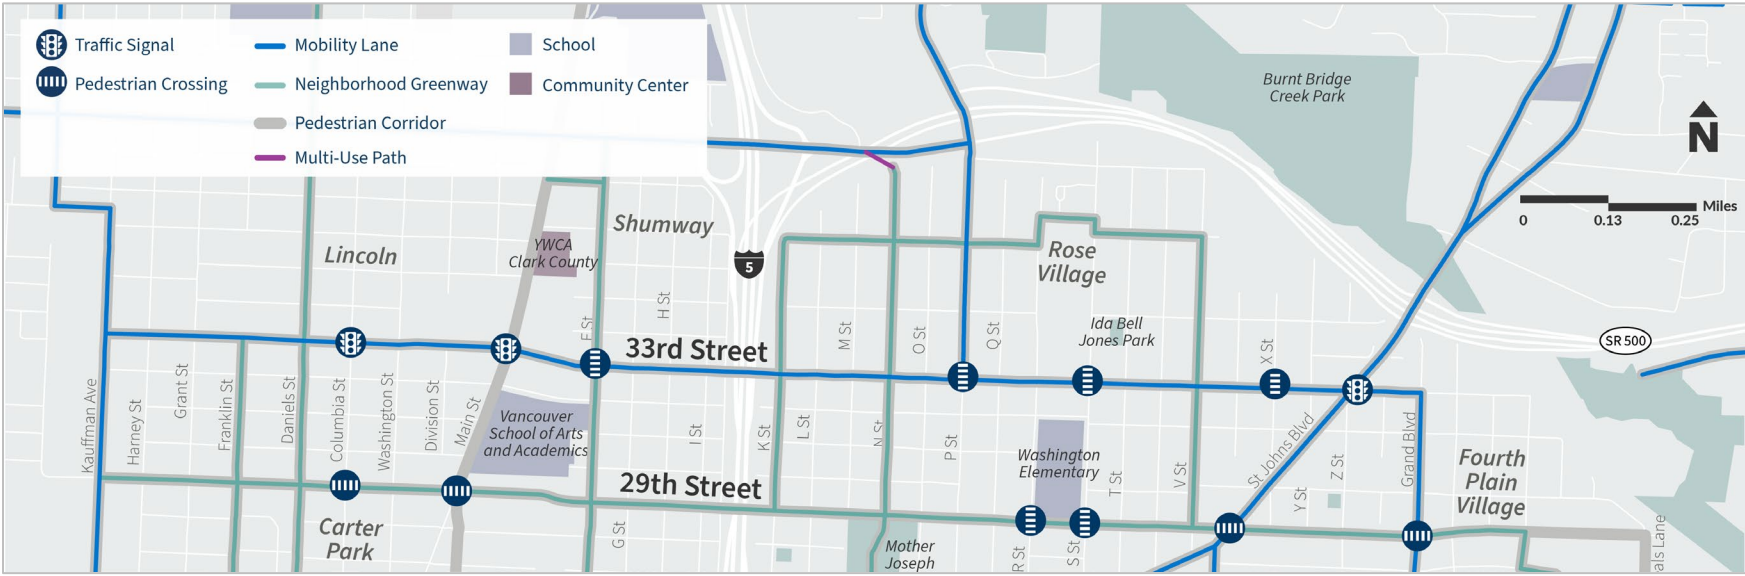 Traffic Signal
Pedestrian Crossing
Mobility Lane
Neighborhood Greenway
Pedestrian Corridor
Multi-Use Path
School
Community Center
Burnt Bridge
Creek Park
N
0
0.13
0.25
Miles
Lincoln
YWCA
Clark County
Shumway
5
Rose
Village
Ida Bell
Jones Park
SR 500
33rd Street
29th Street
H St
M St
O St
Q St
X St
Kauffman Ave
Harney St
Grant St
Franklin St
Daniels St
Columbia St
Washington St
Division St
Main St
Vancouver
School of Arts
and Academics
I St
K St
L St
N St
P St
Washington
Elementary
T St
V St
St Johns Blvd
Y St
Z St
Grand Blvd
Fourth
Plain
Village
Carter
Park
G St
Mother
Joseph
R St
S St
als Lane